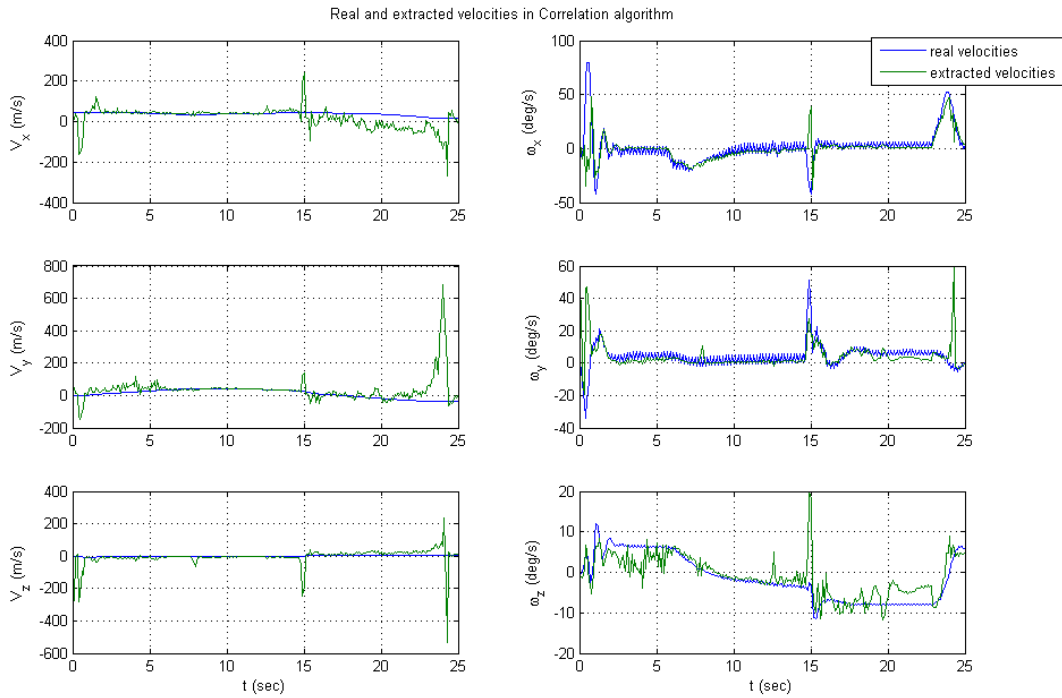 Real and extracted velocities in Correlation algorithm
400
200
0
-200
-400
V_x (m/s)
0 5 10 15 20 25
100
50
0
-50
ω_x (deg/s)
0 5 10 15 20 25
real velocities
extracted velocities
800
600
400
200
0
-200
V_y (m/s)
0 5 10 15 20 25
60
40
20
0
-20
-40
ω_y (deg/s)
0 5 10 15 20 25
400
200
0
-200
-400
-600
V_z (m/s)
0 5 10 15 20 25
t (sec)
20
10
0
-10
-20
ω_z (deg/s)
0 5 10 15 20 25
t (sec)